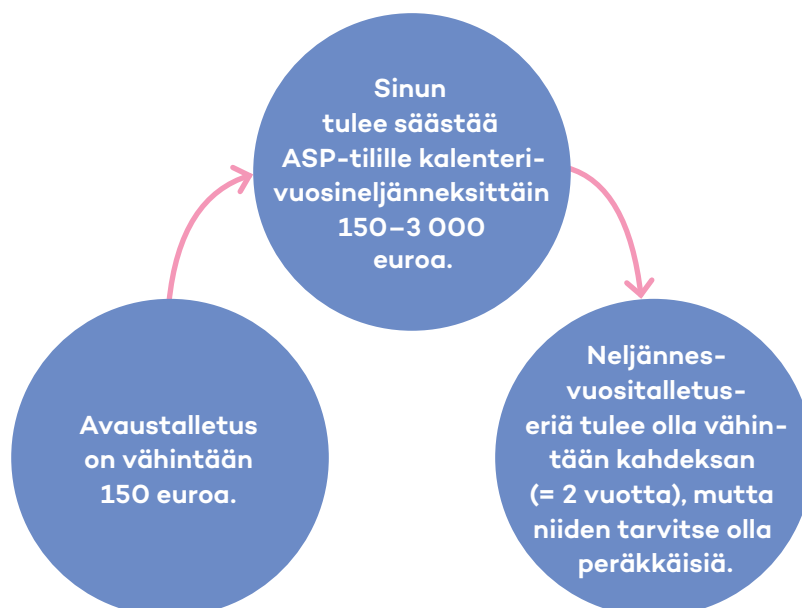 Sinun
tulee säästää
ASP-tilille kalenteri-
vuosineljänneksittäin
150–3 000
euroa.
Avaustalletus
on vähintään
150 euroa.
Neljännes-
vuositalletus-
eriä tulee olla vähin-
tään kahdeksan
(= 2 vuotta), mutta
niiden tarvitse olla
peräkkäisiä.